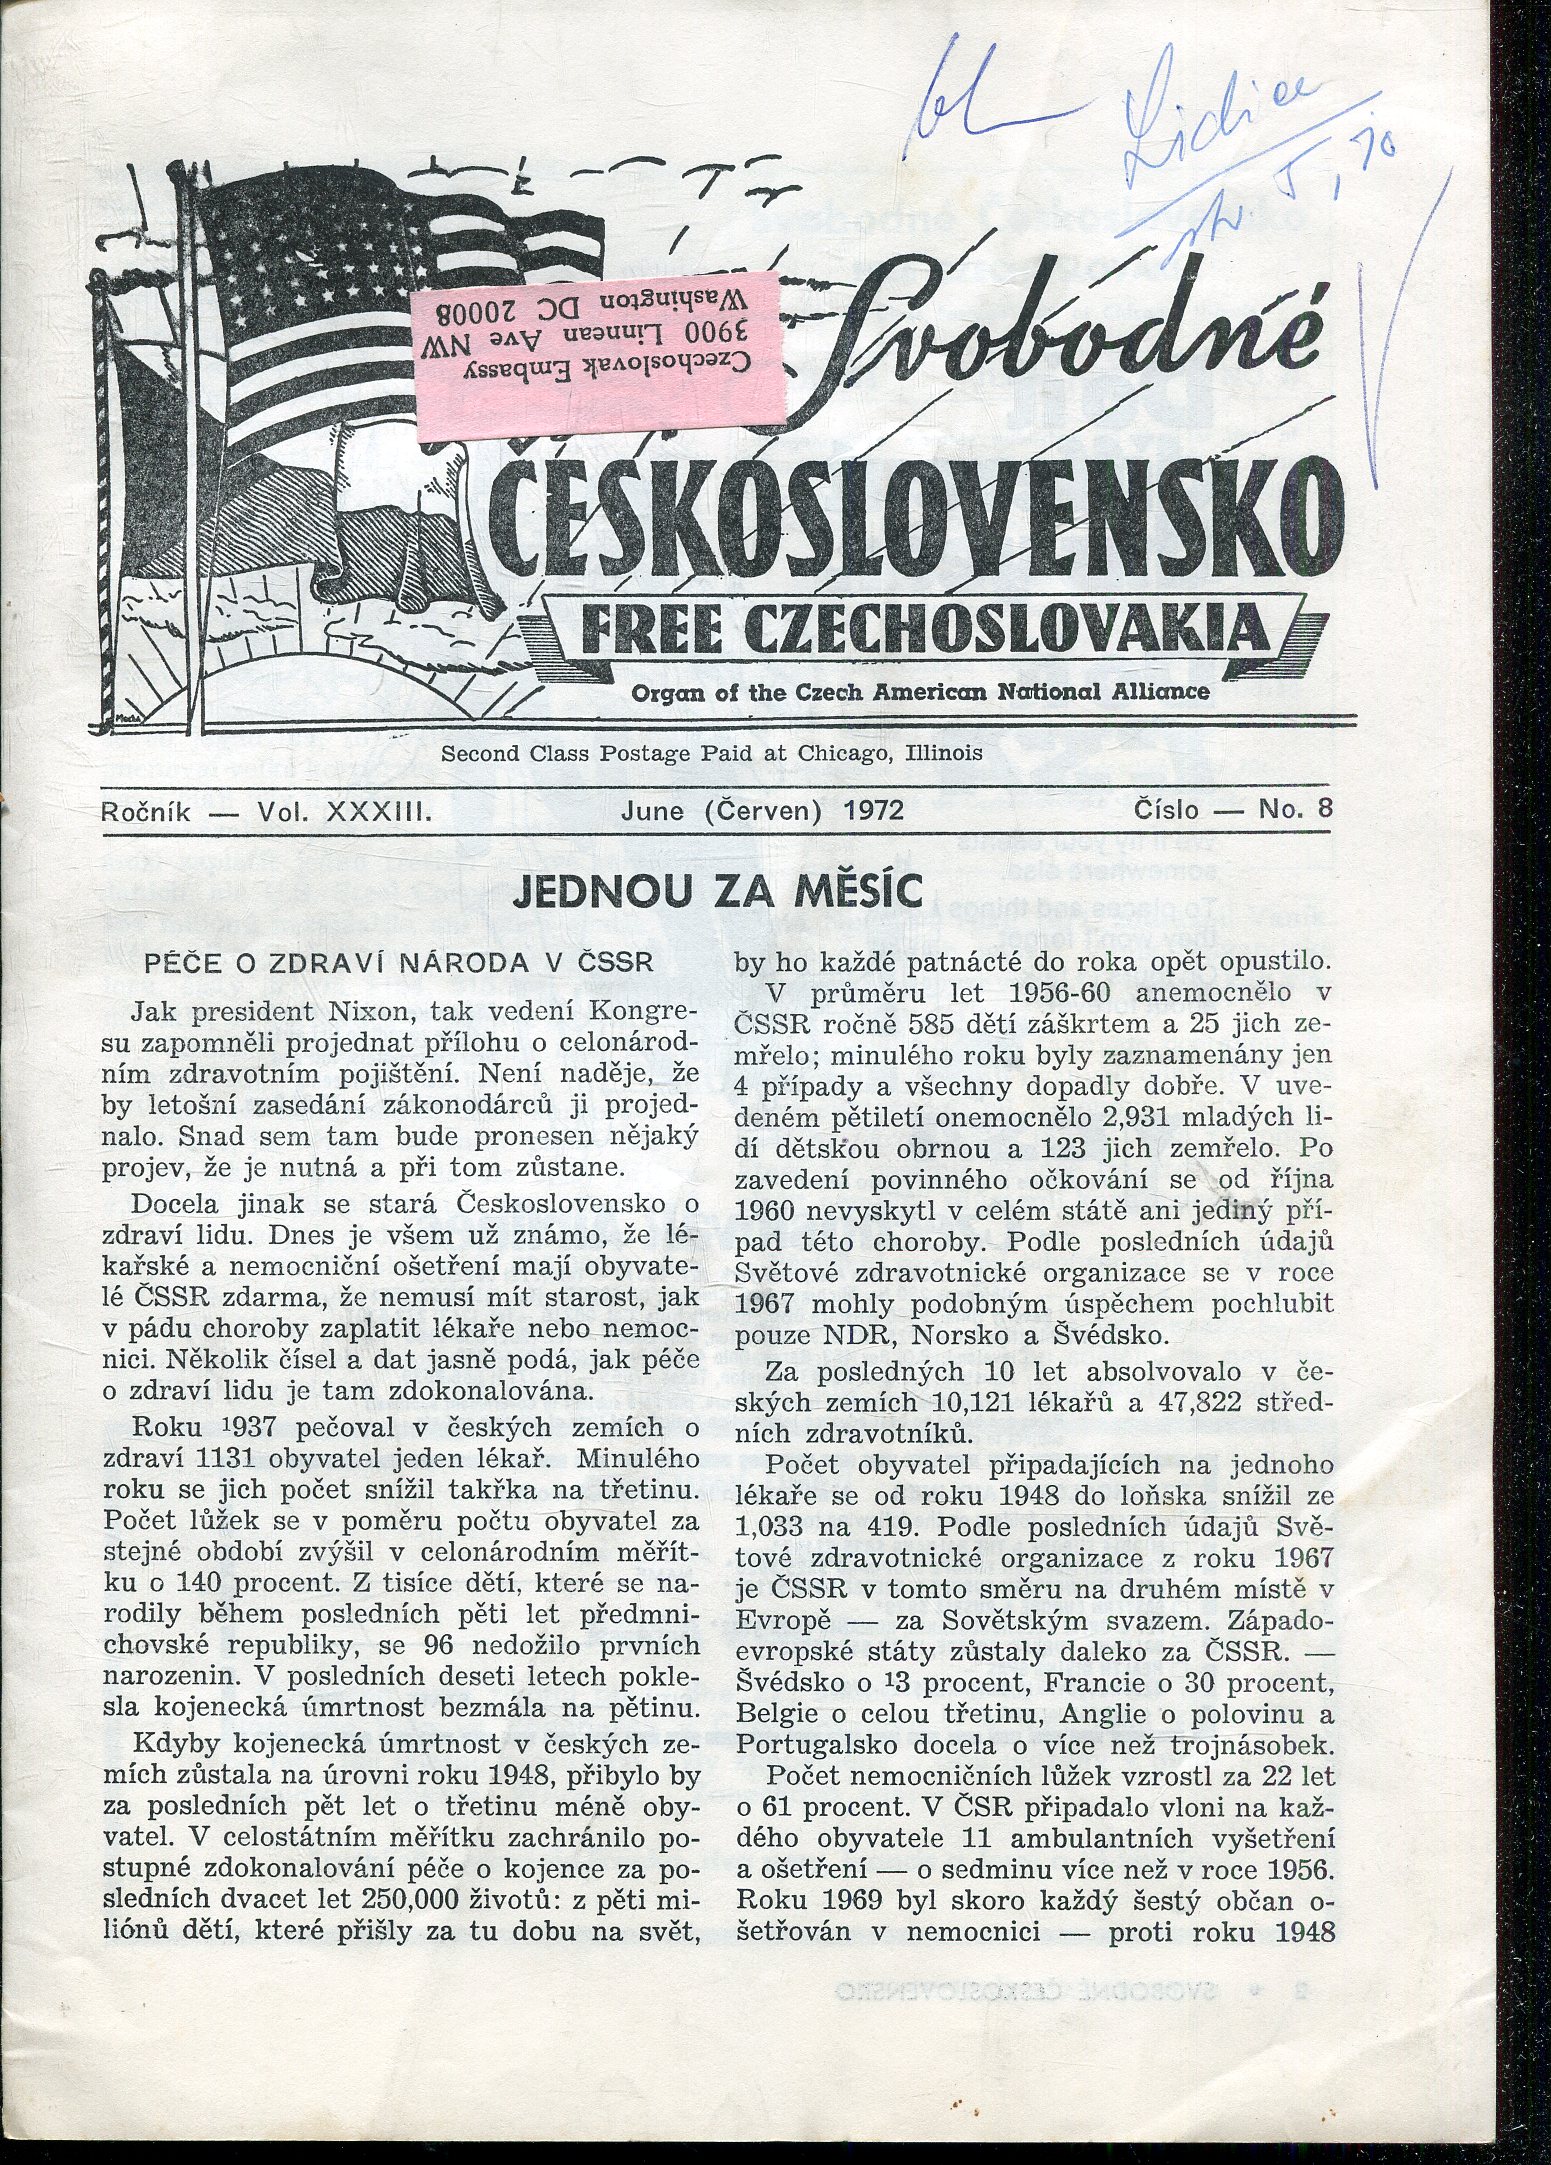 Lidice
str. 5, 10
Czechoslovak Embassy
3900 Linnean Ave NW
Washington DC 20008
Svobodné
ČESKOSLOVENSKO
FREE CZECHOSLOVAKIA
Organ of the Czech American National Alliance
Second Class Postage Paid at Chicago, Illinois
Ročník — Vol. XXXIII. June (Červen) 1972 Číslo — No. 8
JEDNOU ZA MĚSÍC
PÉČE O ZDRAVÍ NÁRODA V ČSSR
Jak president Nixon, tak vedení Kongre-
su zapomněli projednat přílohu o celonárod-
ním zdravotním pojištění. Není naděje, že
by letošní zasedání zákonodárců ji projed-
nalo. Snad sem tam bude pronesen nějaký
projev, že je nutná a při tom zůstane.
Docela jinak se stará Československo o
zdraví lidu. Dnes je všem už známo, že lé-
kařské a nemocniční ošetření mají obyvate-
lé ČSSR zdarma, že nemusí mít starost, jak
v pádu choroby zaplatit lékaře nebo nemoc-
nici. Několik čísel a dat jasně podá, jak péče
o zdraví lidu je tam zdokonalována.
Roku 1937 pečoval v českých zemích o
zdraví 1131 obyvatel jeden lékař. Minulého
roku se jich počet snížil takřka na třetinu.
Počet lůžek se v poměru počtu obyvatel za
stejné období zvýšil v celonárodním měřít-
ku o 140 procent. Z tisíce dětí, které se na-
rodily během posledních pěti let předmni-
chovské republiky, se 96 nedožilo prvních
narozenin. V posledních deseti letech pokle-
sla kojenecká úmrtnost bezmála na pětinu.
Kdyby kojenecká úmrtnost v českých ze-
mích zůstala na úrovni roku 1948, přibylo by
za posledních pět let o třetinu méně oby-
vatel. V celostátním měřítku zachránilo po-
stupné zdokonalování péče o kojence za po-
sledních dvacet let 250,000 životů: z pěti mi-
liónů dětí, které přišly za tu dobu na svět,
by ho každé patnácté do roka opět opustilo.
V průměru let 1956-60 anemocnělo v
ČSSR ročně 585 dětí záškrtem a 25 jich ze-
mřelo; minulého roku byly zaznamenány jen
4 případy a všechny dopadly dobře. V uve-
deném pětiletí onemocnělo 2,931 mladých li-
dí dětskou obrnou a 123 jich zemřelo. Po
zavedení povinného očkování se od října
1960 nevyskytl v celém státě ani jediný pří-
pad této choroby. Podle posledních údajů
Světové zdravotnické organizace se v roce
1967 mohly podobným úspěchem pochlubit
pouze NDR, Norsko a Švédsko.
Za posledných 10 let absolvovalo v če-
ských zemích 10,121 lékařů a 47,822 střed-
ních zdravotníků.
Počet obyvatel připadajících na jednoho
lékaře se od roku 1948 do loňska snížil ze
1,033 na 419. Podle posledních údajů Svě-
tové zdravotnické organizace z roku 1967
je ČSSR v tomto směru na druhém místě v
Evropě — za Sovětským svazem. Západo-
evropské státy zůstaly daleko za ČSSR. —
Švédsko o 13 procent, Francie o 30 procent,
Belgie o celou třetinu, Anglie o polovinu a
Portugalsko docela o více než trojnásobek.
Počet nemocničních lůžek vzrostl za 22 let
o 61 procent. V ČSR připadalo vloni na kaž-
dého obyvatele 11 ambulantních vyšetření
a ošetření — o sedminu více než v roce 1956.
Roku 1969 byl skoro každý šestý občan o-
šetřován v nemocnici — proti roku 1948